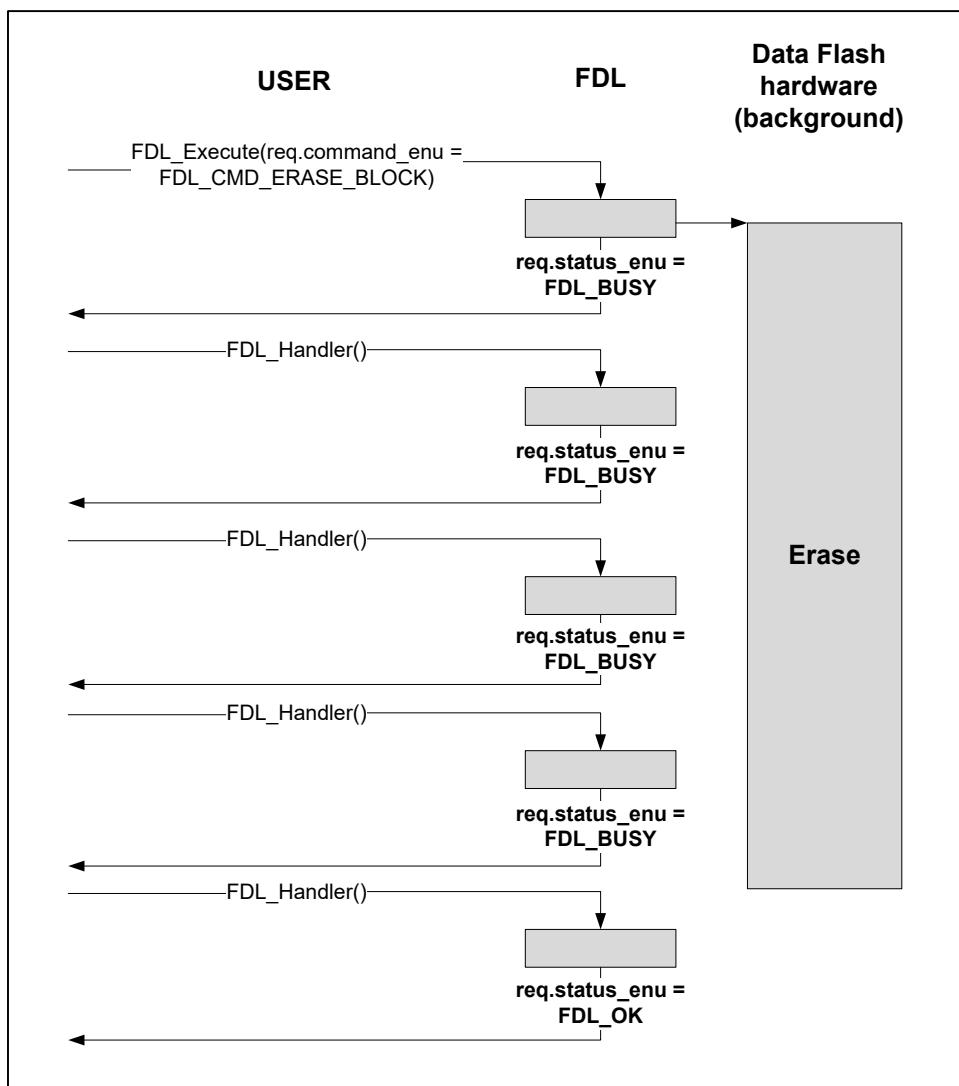 USER
FDL
Data Flash
hardware
(background)
FDL_Execute(req.command_enu =
FDL_CMD_ERASE_BLOCK)
req.status_enu =
FDL_BUSY
FDL_Handler()
req.status_enu =
FDL_BUSY
FDL_Handler()
Erase
req.status_enu =
FDL_BUSY
FDL_Handler()
req.status_enu =
FDL_BUSY
FDL_Handler()
req.status_enu =
FDL_OK